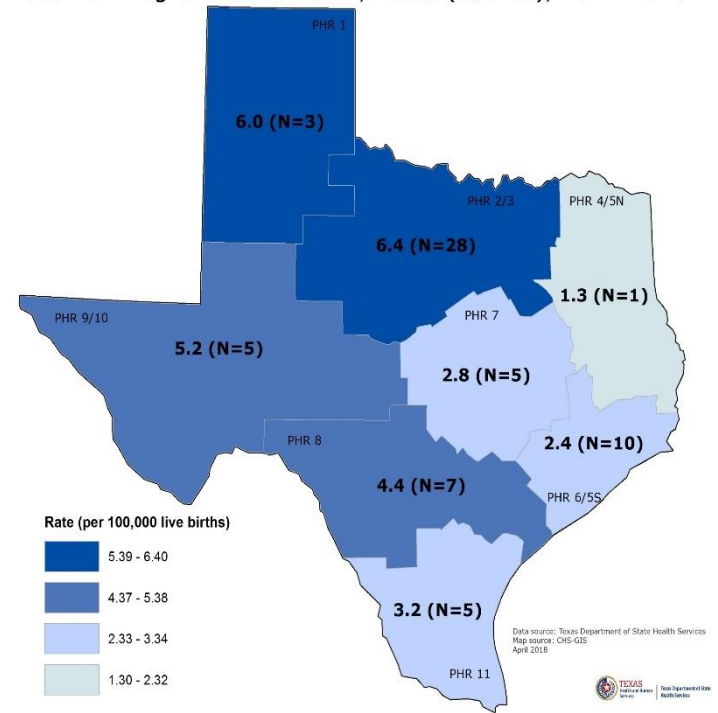 PHR 1
6.0 (N=3)
PHR 2/3
PHR 4/5N
6.4 (N=28)
1.3 (N=1)
PHR 9/10
PHR 7
5.2 (N=5)
2.8 (N=5)
PHR 8
2.4 (N=10)
4.4 (N=7)
PHR 6/5S
Rate (per 100,000 live births)
5.39 - 6.40
4.37 - 5.38
2.33 - 3.34
1.30 - 2.32
3.2 (N=5)
PHR 11
Data source: Texas Department of State Health Services
Map source: CHS-GIS
April 2018
TEXAS
Health and Human
Services
Texas Department of State
Health Services